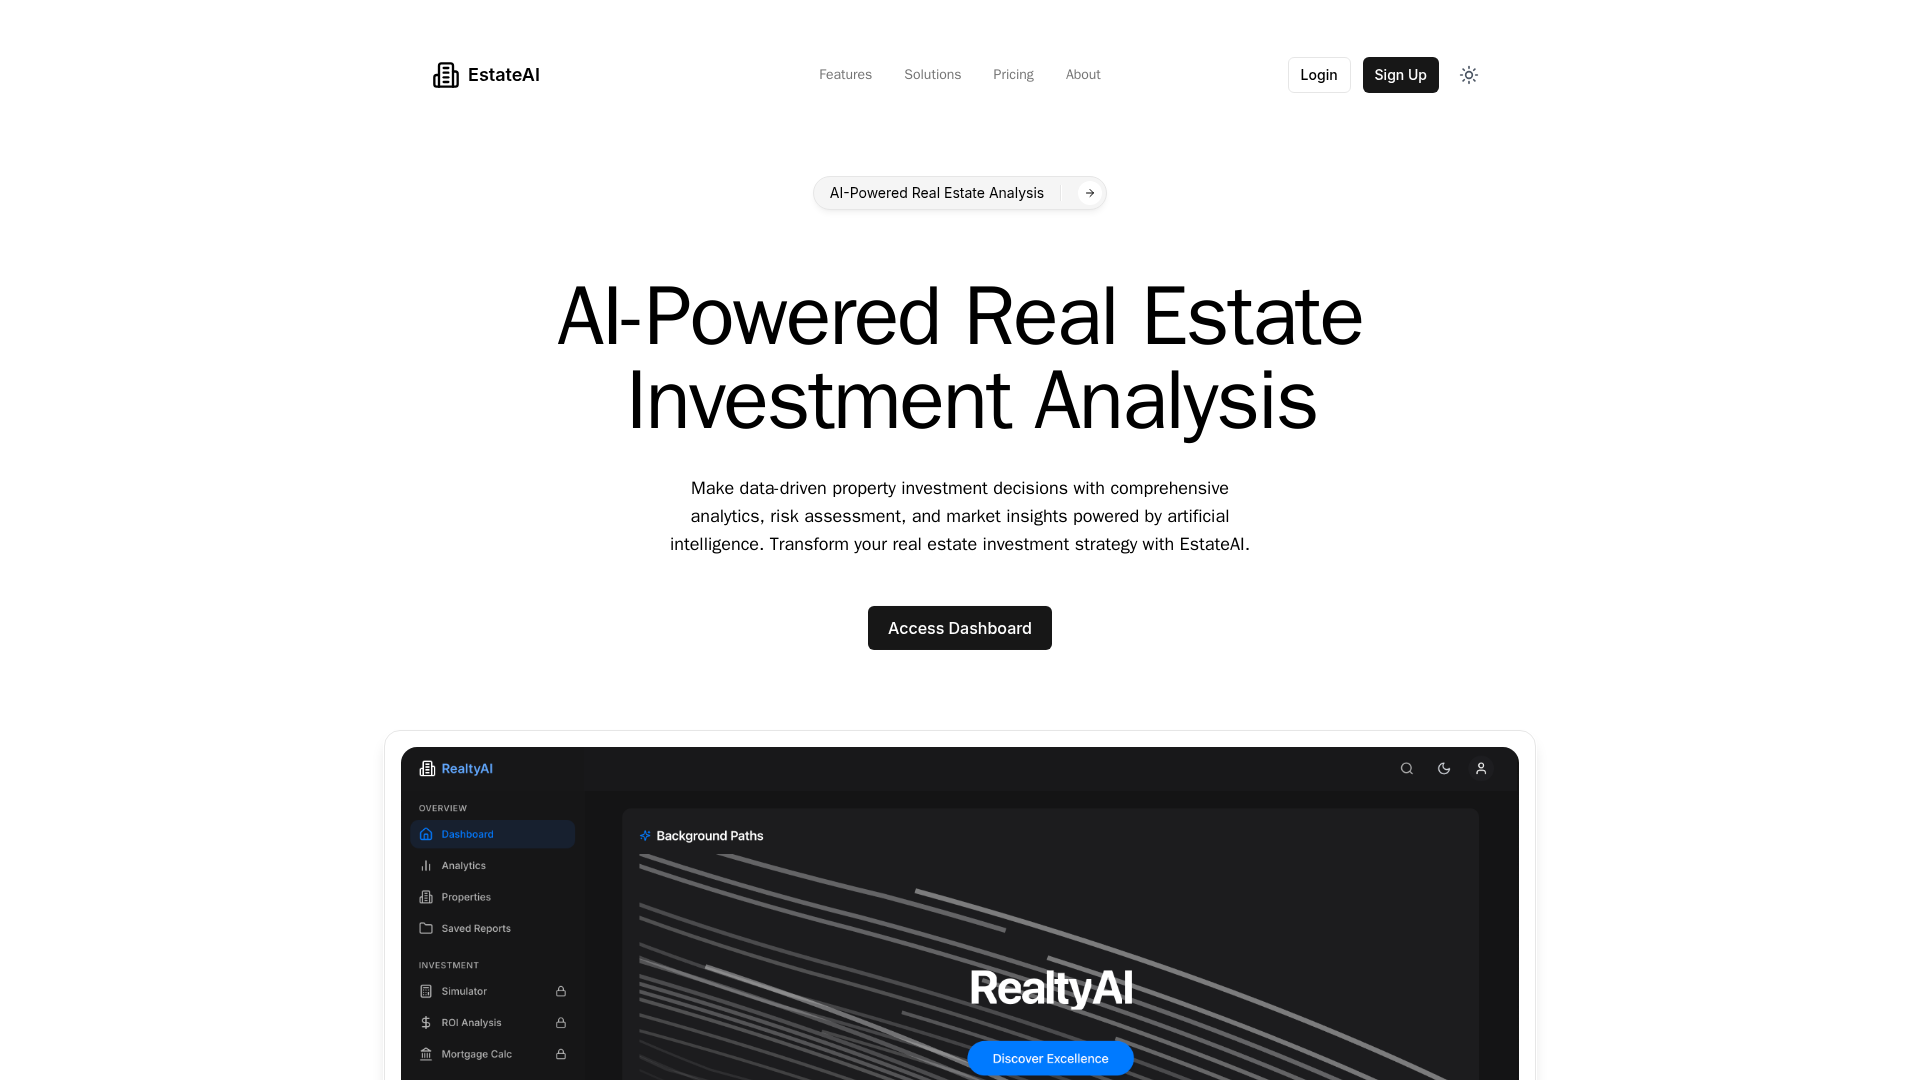 EstateAI
Features
Solutions
Pricing
About
Login
Sign Up
AI-Powered Real Estate Analysis
AI-Powered Real Estate
Investment Analysis
Make data-driven property investment decisions with comprehensive
analytics, risk assessment, and market insights powered by artificial
intelligence. Transform your real estate investment strategy with EstateAI.
Access Dashboard
RealtyAI
OVERVIEW
Dashboard
Analytics
Properties
Saved Reports
INVESTMENT
Simulator
ROI Analysis
Mortgage Calc
Background Paths
RealtyAI
Discover Excellence